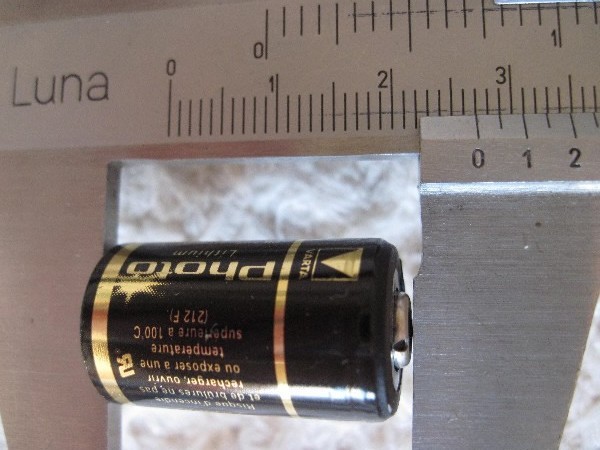 0 1
Luna
0 1 2 3
0 1 2
VARTA
Photo
Lithium
et de brûlures ne pas
recharger, ouvrir
ou exposer à une
température
supérieure à 100°C
(212 F).